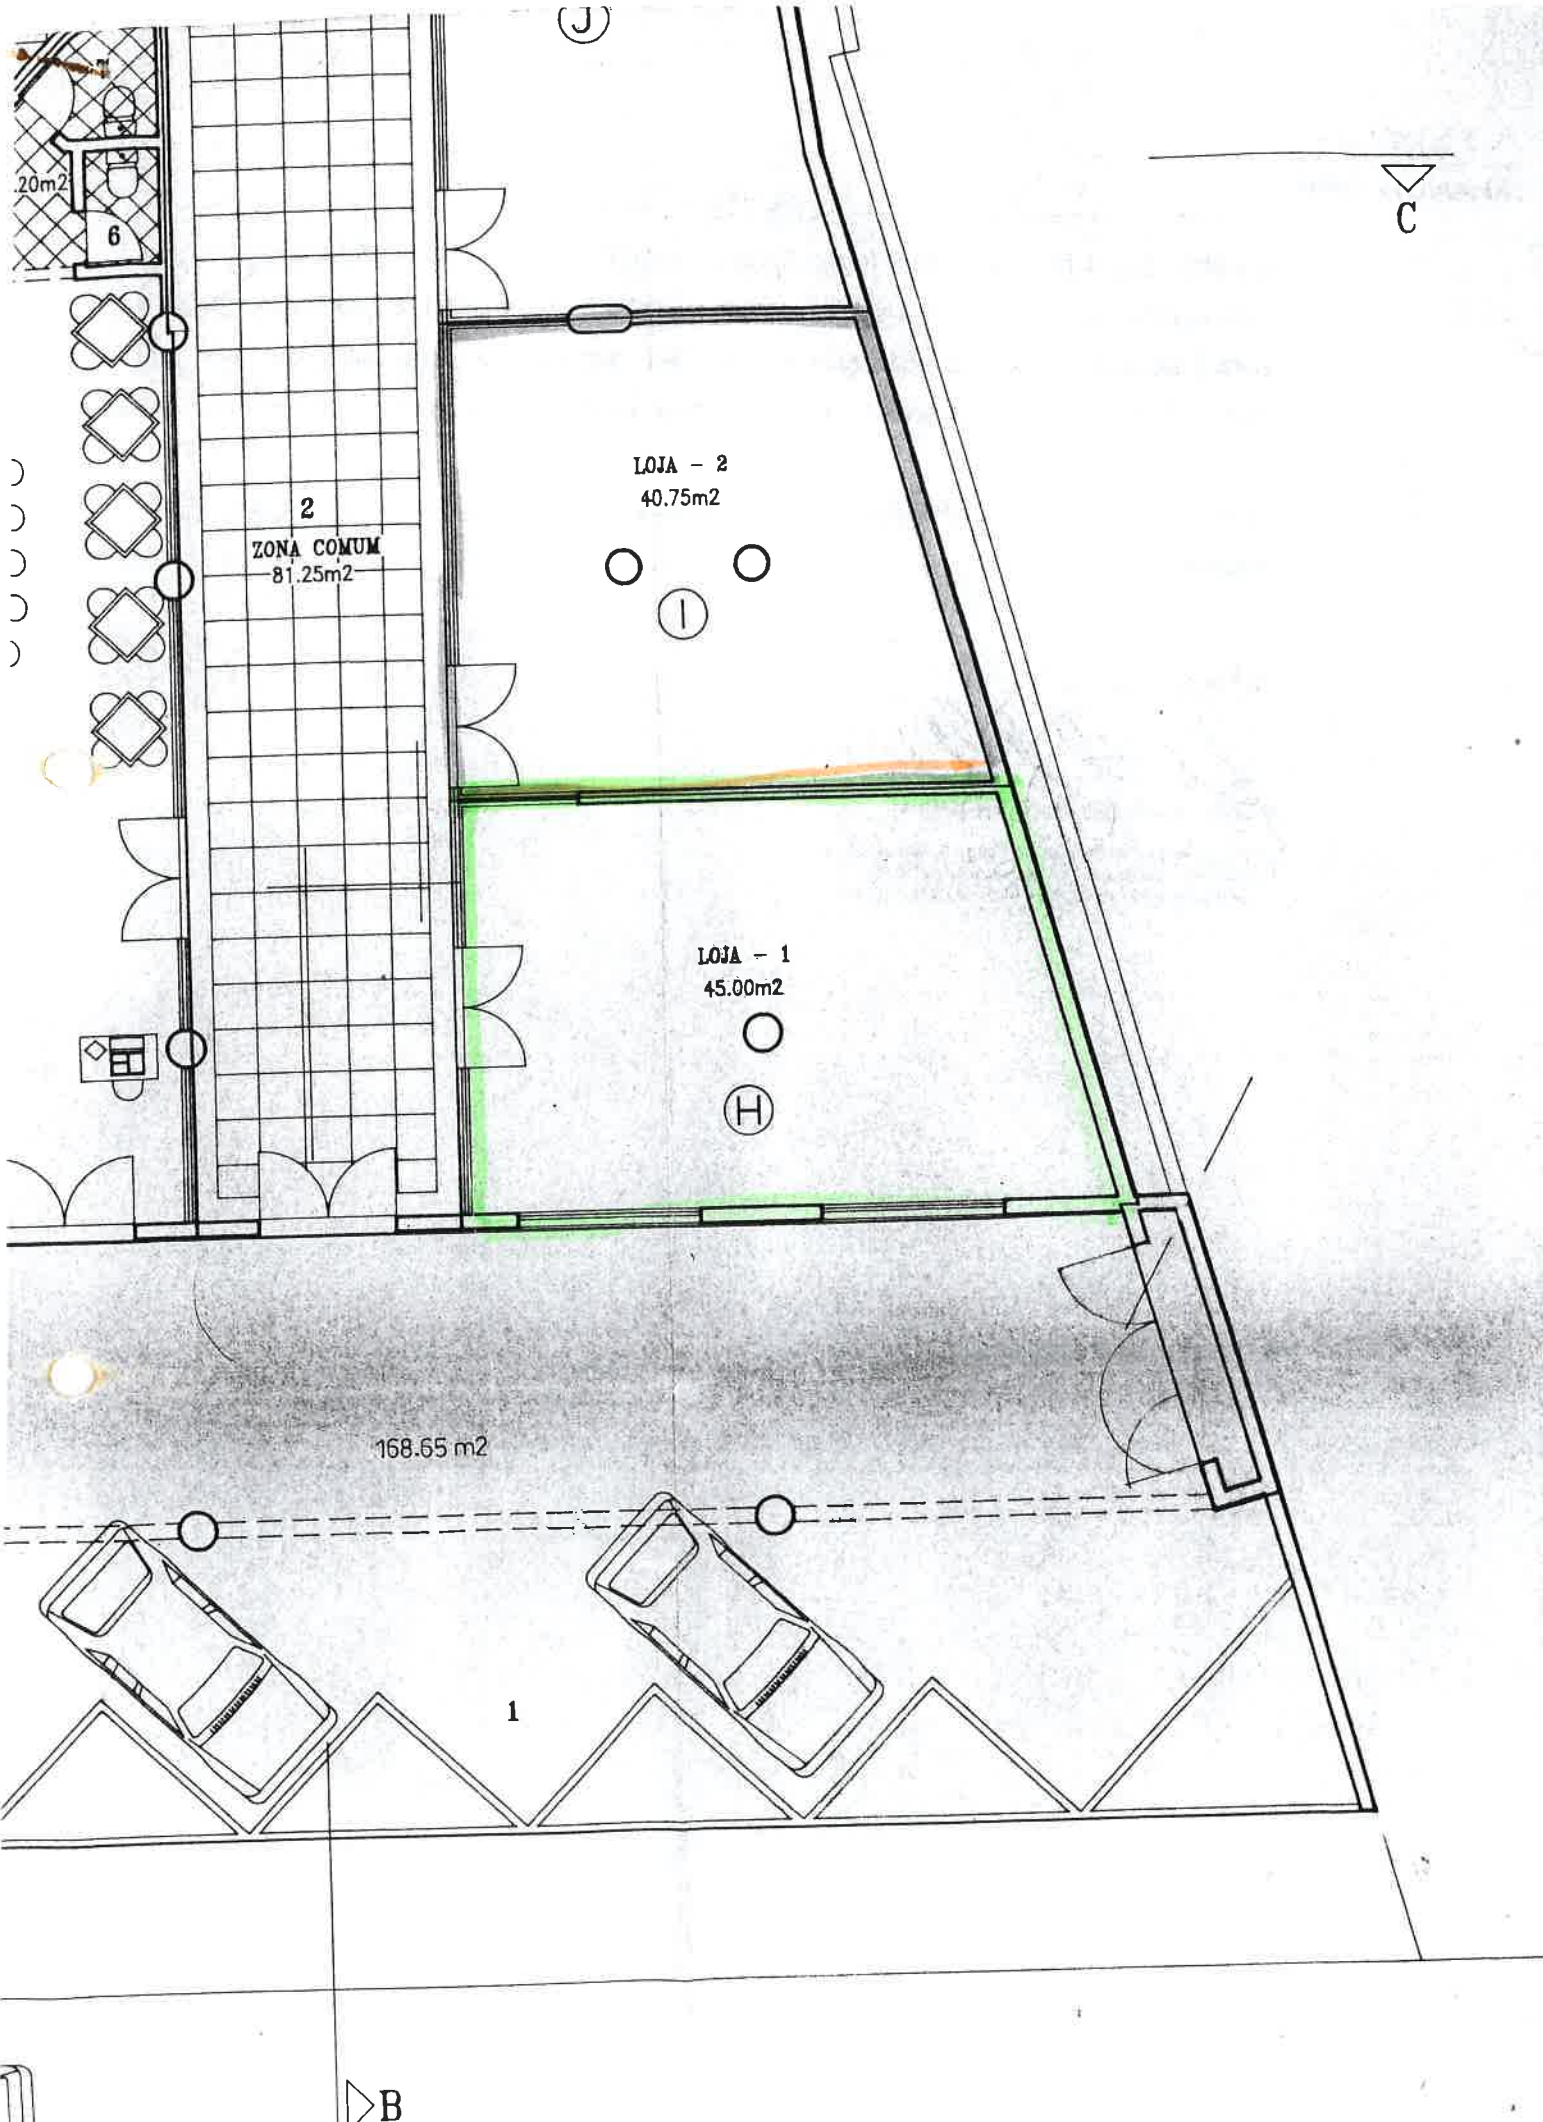 J
.20m2
C
6
LOJA - 2
40.75m2
2
ZONA COMUM
81.25m2
I
LOJA - 1
45.00m2
H
168.65 m2
1
B